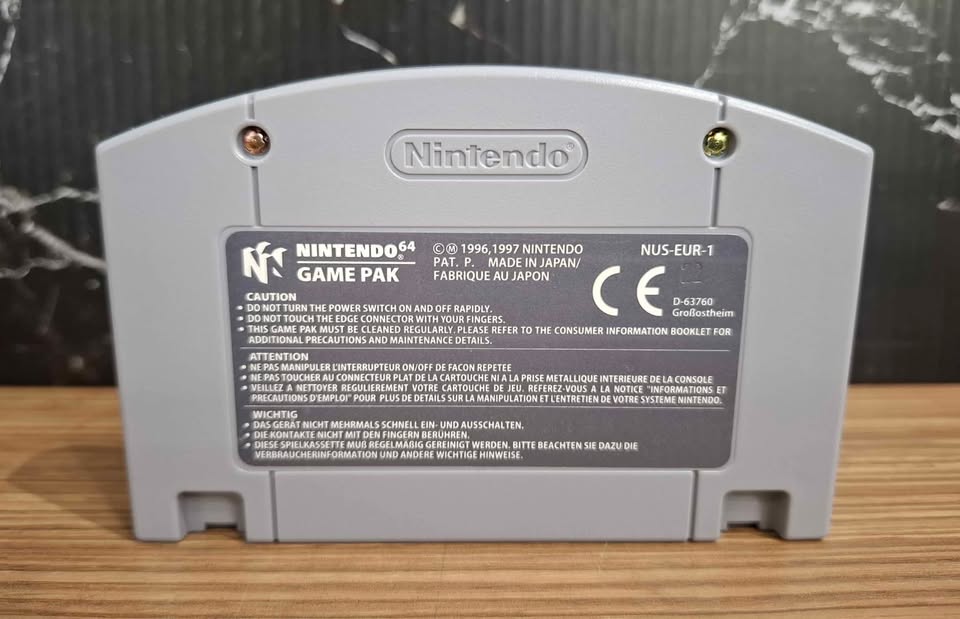 Nintendo®
NINTENDO 64®
GAME PAK
©Ⓜ 1996,1997 NINTENDO
PAT. P. MADE IN JAPAN/
FABRIQUE AU JAPON
NUS-EUR-1
CE
D-63760
Großostheim
CAUTION
• DO NOT TURN THE POWER SWITCH ON AND OFF RAPIDLY.
• DO NOT TOUCH THE EDGE CONNECTOR WITH YOUR FINGERS.
• THIS GAME PAK MUST BE CLEANED REGULARLY. PLEASE REFER TO THE CONSUMER INFORMATION BOOKLET FOR
ADDITIONAL PRECAUTIONS AND MAINTENANCE DETAILS.
ATTENTION
• NE PAS MANIPULER L'INTERRUPTEUR ON/OFF DE FACON REPETEE
• NE PAS TOUCHER AU CONNECTEUR PLAT DE LA CARTOUCHE NI A LA PRISE METALLIQUE INTERIEURE DE LA CONSOLE
• VEILLEZ A NETTOYER REGULIEREMENT VOTRE CARTOUCHE DE JEU. REFEREZ-VOUS A LA NOTICE "INFORMATIONS ET
PRECAUTIONS D'EMPLOI" POUR PLUS DE DETAILS SUR LA MANIPULATION ET L'ENTRETIEN DE VOTRE SYSTEME NINTENDO.
WICHTIG
• DAS GERÄT NICHT MEHRMALS SCHNELL EIN- UND AUSSCHALTEN.
• DIE KONTAKTE NICHT MIT DEN FINGERN BERÜHREN.
• DIESE SPIELKASSETTE MUß REGELMÄßIG GEREINIGT WERDEN. BITTE BEACHTEN SIE DAZU DIE
VERBRAUCHERINFORMATION UND ANDERE WICHTIGE HINWEISE.